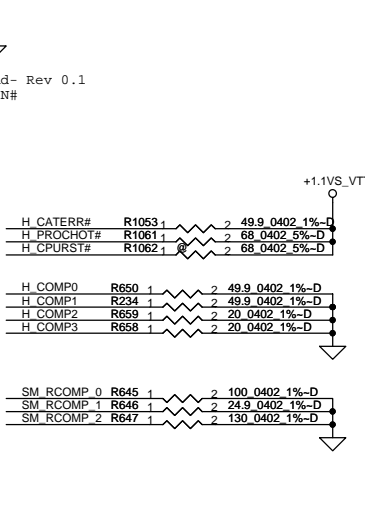 d- Rev 0.1
N#
+1.1VS_VT
H_CATERR# R1053 1 2 49.9_0402_1%~D
H_PROCHOT# R1061 1 2 68_0402_5%~D
H_CPURST# R1062 1 @ 2 68_0402_5%~D
H_COMP0 R650 1 2 49.9_0402_1%~D
H_COMP1 R234 1 2 49.9_0402_1%~D
H_COMP2 R659 1 2 20_0402_1%~D
H_COMP3 R658 1 2 20_0402_1%~D
SM_RCOMP_0 R645 1 2 100_0402_1%~D
SM_RCOMP_1 R646 1 2 24.9_0402_1%~D
SM_RCOMP_2 R647 1 2 130_0402_1%~D